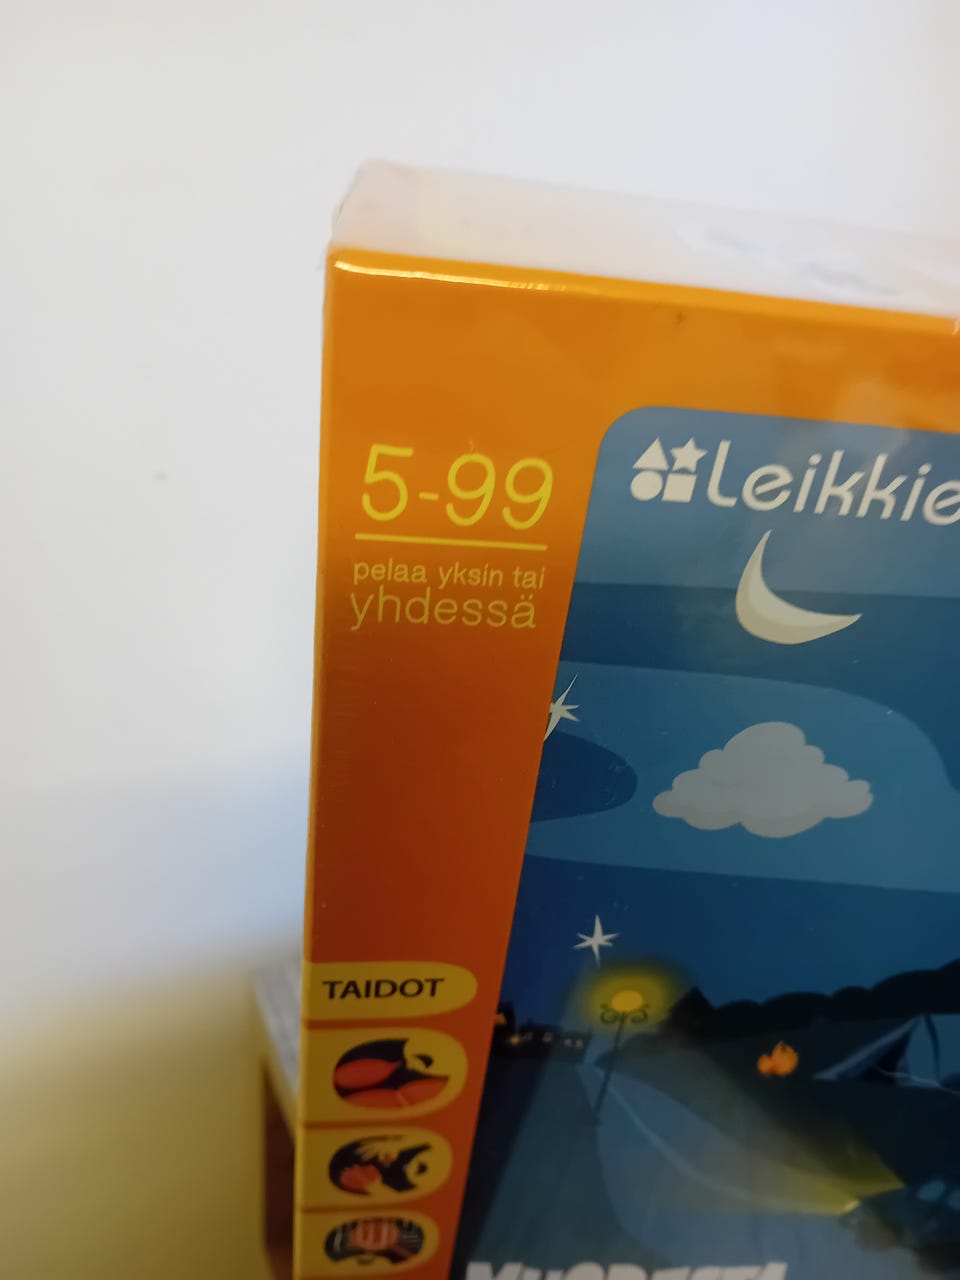 5-99
pelaa yksin tai
yhdessä
Leikkie
TAIDOT